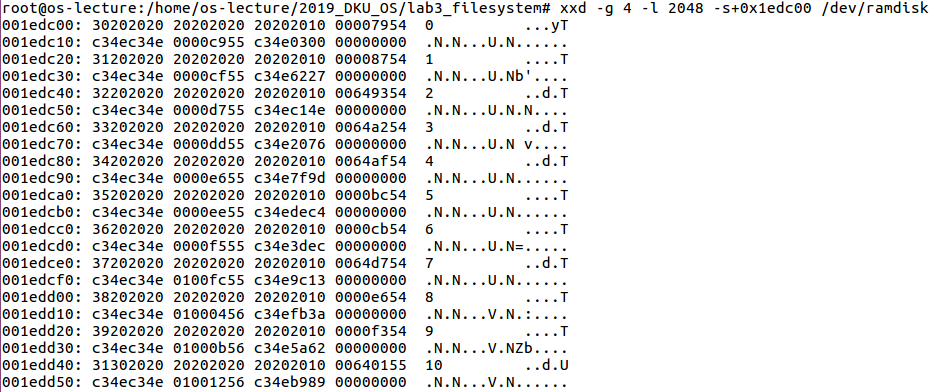 root@os-lecture:/home/os-lecture/2019_DKU_OS/lab3_filesystem# xxd -g 4 -l 2048 -s+0x1edc00 /dev/ramdisk
001edc00: 30202020 20202020 20202010 00007954  0          ...yT
001edc10: c34ec34e 0000c955 c34e0300 00000000  .N.N...U.N......
001edc20: 31202020 20202020 20202010 00008754  1          ....T
001edc30: c34ec34e 0000cf55 c34e6227 00000000  .N.N...U.Nb'....
001edc40: 32202020 20202020 20202010 00649354  2          ..d.T
001edc50: c34ec34e 0000d755 c34ec14e 00000000  .N.N...U.N.N....
001edc60: 33202020 20202020 20202010 0064a254  3          ..d.T
001edc70: c34ec34e 0000dd55 c34e2076 00000000  .N.N...U.N v....
001edc80: 34202020 20202020 20202010 0064af54  4          ..d.T
001edc90: c34ec34e 0000e655 c34e7f9d 00000000  .N.N...U.N......
001edca0: 35202020 20202020 20202010 0000bc54  5          ....T
001edcb0: c34ec34e 0000ee55 c34edec4 00000000  .N.N...U.N......
001edcc0: 36202020 20202020 20202010 0000cb54  6          ....T
001edcd0: c34ec34e 0000f555 c34e3dec 00000000  .N.N...U.N=.....
001edce0: 37202020 20202020 20202010 0064d754  7          ..d.T
001edcf0: c34ec34e 0100fc55 c34e9c13 00000000  .N.N...U.N......
001edd00: 38202020 20202020 20202010 0000e654  8          ....T
001edd10: c34ec34e 01000456 c34efb3a 00000000  .N.N...V.N.:....
001edd20: 39202020 20202020 20202010 0000f354  9          ....T
001edd30: c34ec34e 01000b56 c34e5a62 00000000  .N.N...V.NZb....
001edd40: 31302020 20202020 20202010 00640155  10         ..d.U
001edd50: c34ec34e 01001256 c34eb989 00000000  .N.N...V.N......